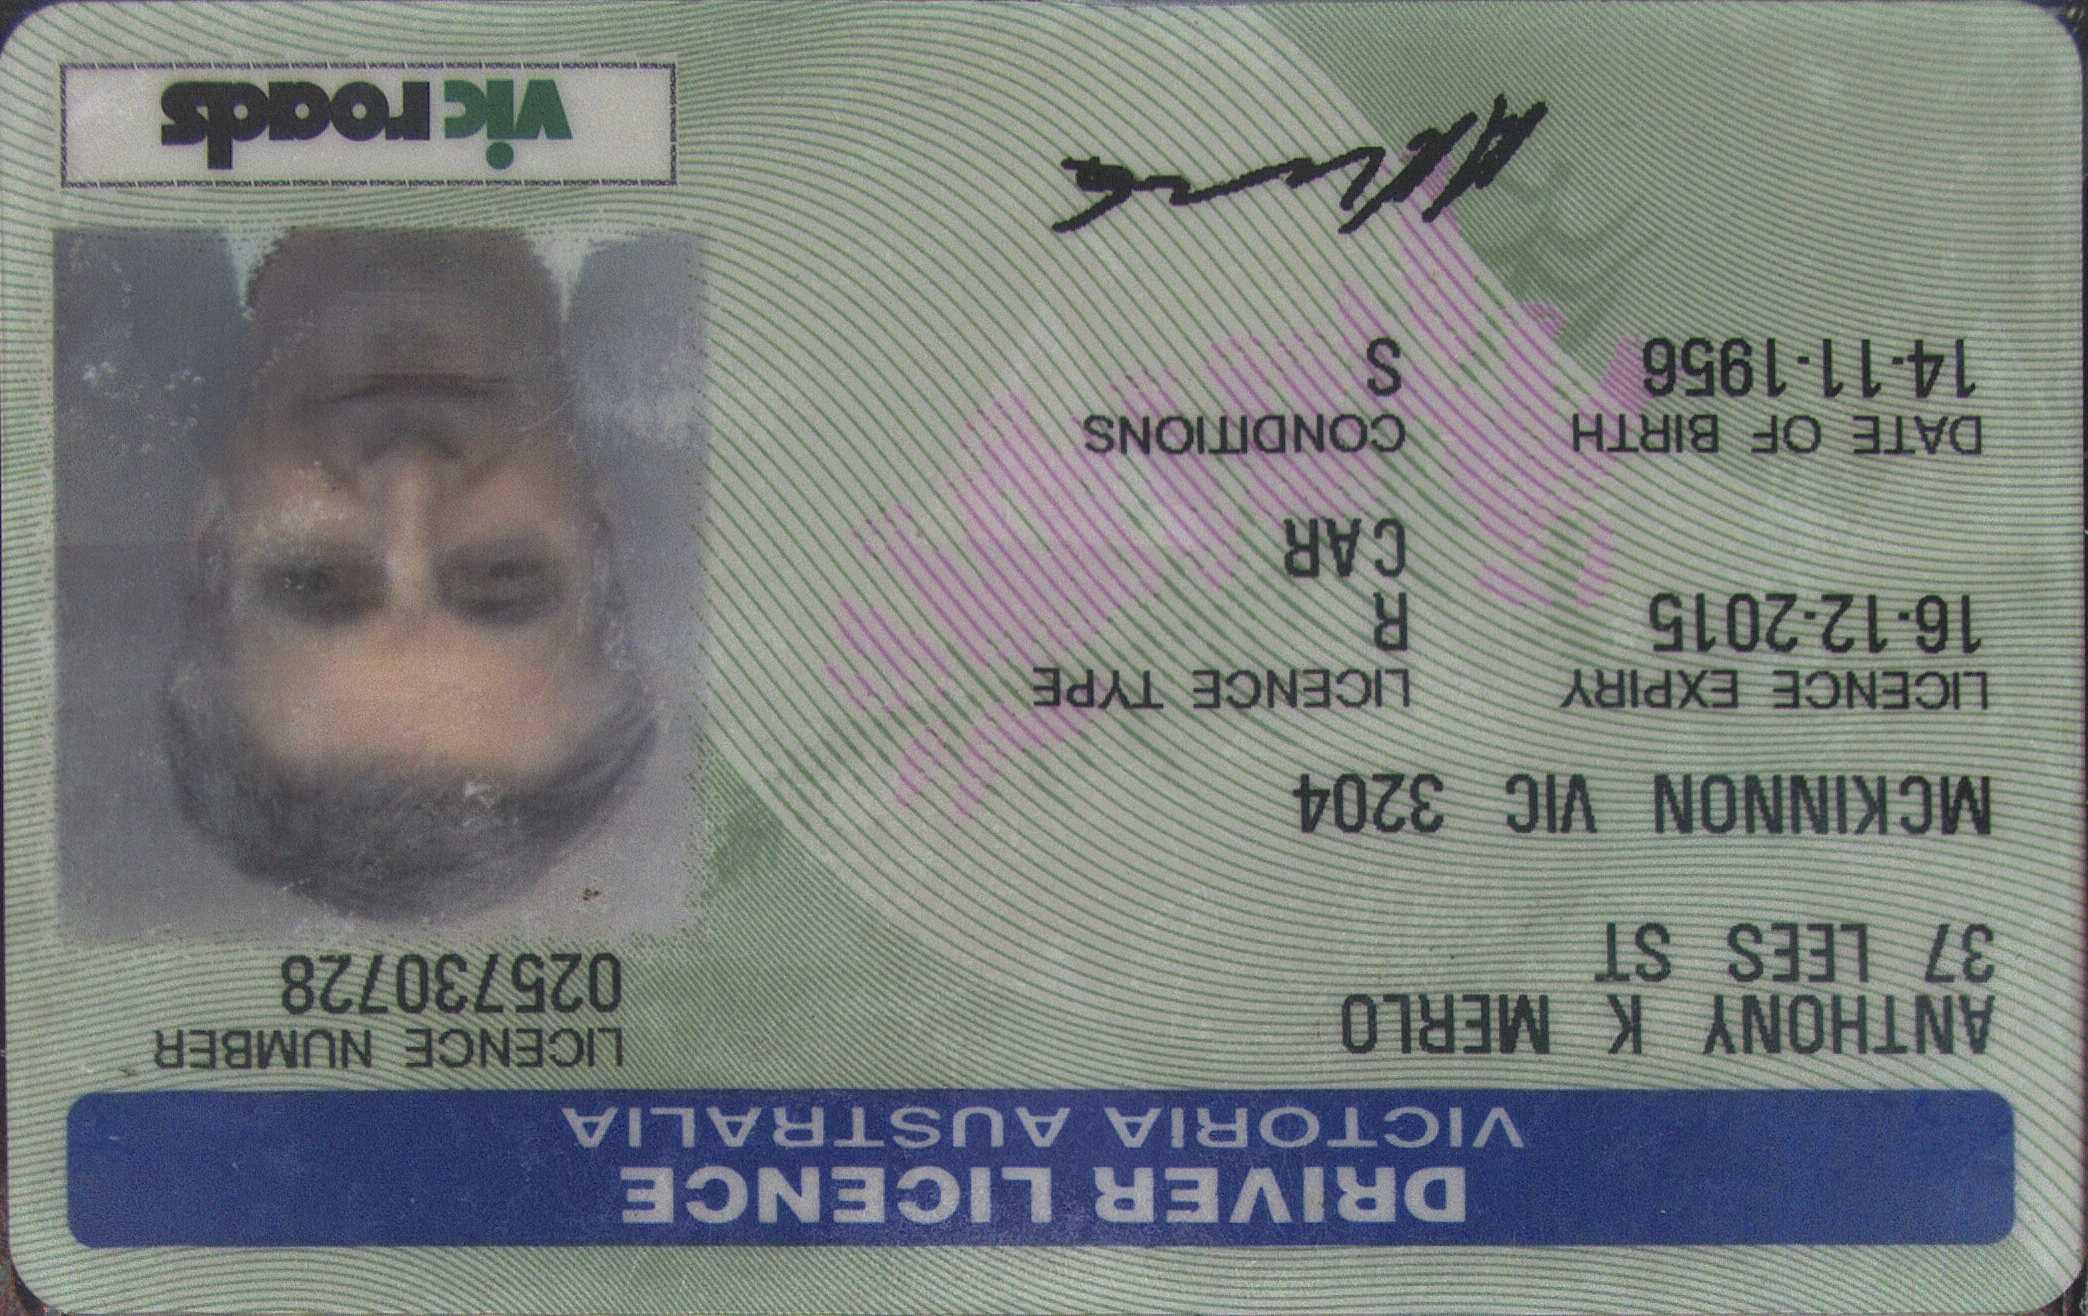 DRIVER LICENCE
VICTORIA AUSTRALIA
ANTHONY K MERLO
37 LEES ST
MCKINNON VIC 3204
LICENCE NUMBER
025730728
LICENCE EXPIRY
16-12-2015
LICENCE TYPE
R
CAR
DATE OF BIRTH
14-11-1956
CONDITIONS
S
vic roads